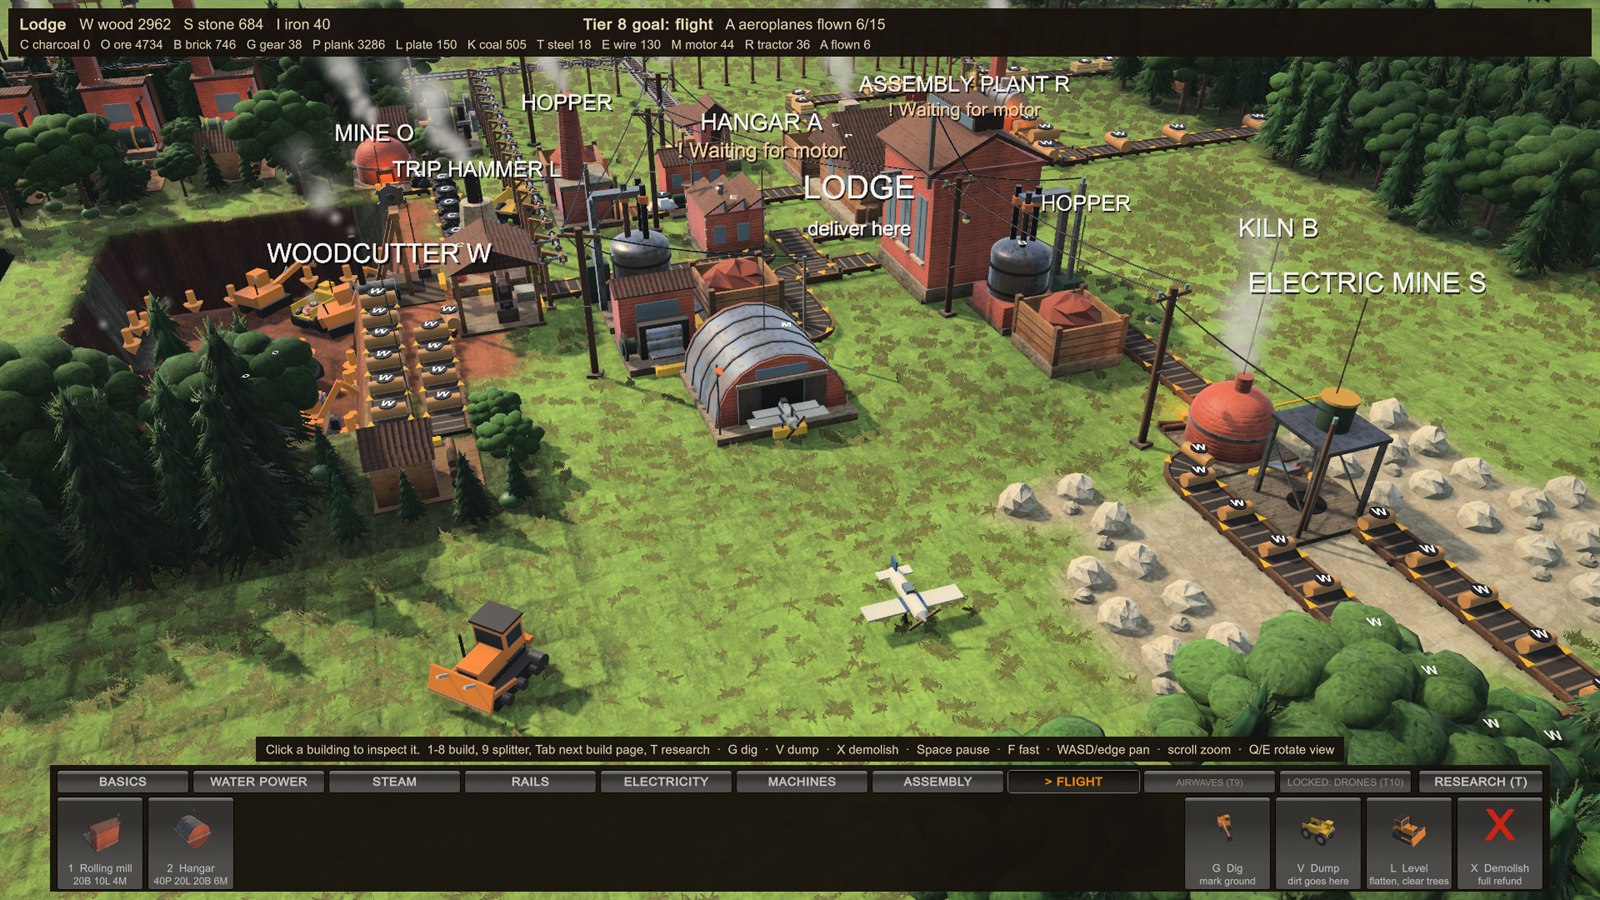 Lodge W wood 2962 S stone 684 I iron 40
Tier 8 goal: flight A aeroplanes flown 6/15
C charcoal 0 O ore 4734 B brick 746 G gear 38 P plank 3286 L plate 150 K coal 505 T steel 18 E wire 130 M motor 44 R tractor 36 A flown 6
ASSEMBLY PLANT R
! Waiting for motor
HOPPER
HANGAR A
! Waiting for motor
MINE O
TRIP HAMMER L
LODGE
deliver here
HOPPER
KILN B
WOODCUTTER W
ELECTRIC MINE S
Click a building to inspect it. 1-8 build, 9 splitter, Tab next build page, T research · G dig · V dump · X demolish · Space pause · F fast · WASD/edge pan · scroll zoom · Q/E rotate view
BASICS
WATER POWER
STEAM
RAILS
ELECTRICITY
MACHINES
ASSEMBLY
> FLIGHT
AIRWAVES (T9)
LOCKED: DRONES (T10)
RESEARCH (T)
1 Rolling mill
20B 10L 4M
2 Hangar
40P 20L 20B 6M
G Dig
mark ground
V Dump
dirt goes here
L Level
flatten, clear trees
X Demolish
full refund